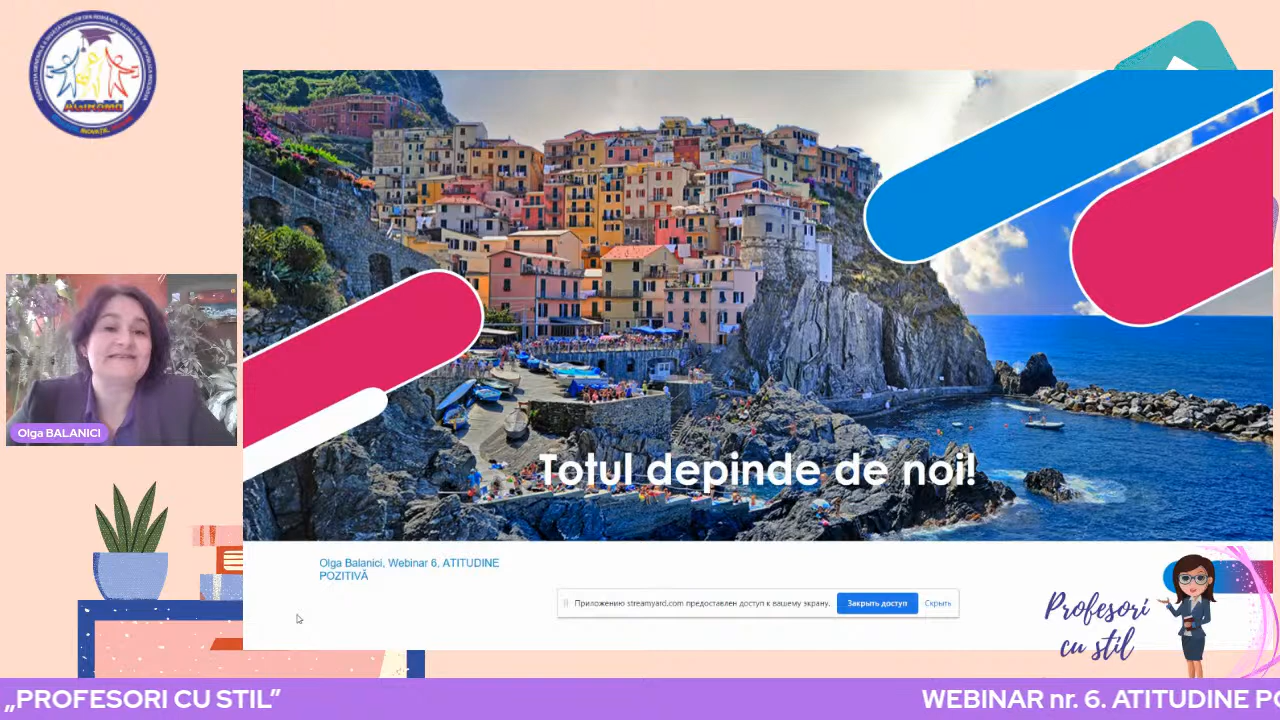 AGIRoMd
Olga BALANICI
Totul depinde de noi!
Olga Balanici, Webinar 6, ATITUDINE
POZITIVĂ
Приложению streamyard.com предоставлен доступ к вашему экрану.
Закрыть доступ
Скрыть
Profesori
cu stil
„PROFESORI CU STIL”
WEBINAR nr. 6. ATITUDINE PO